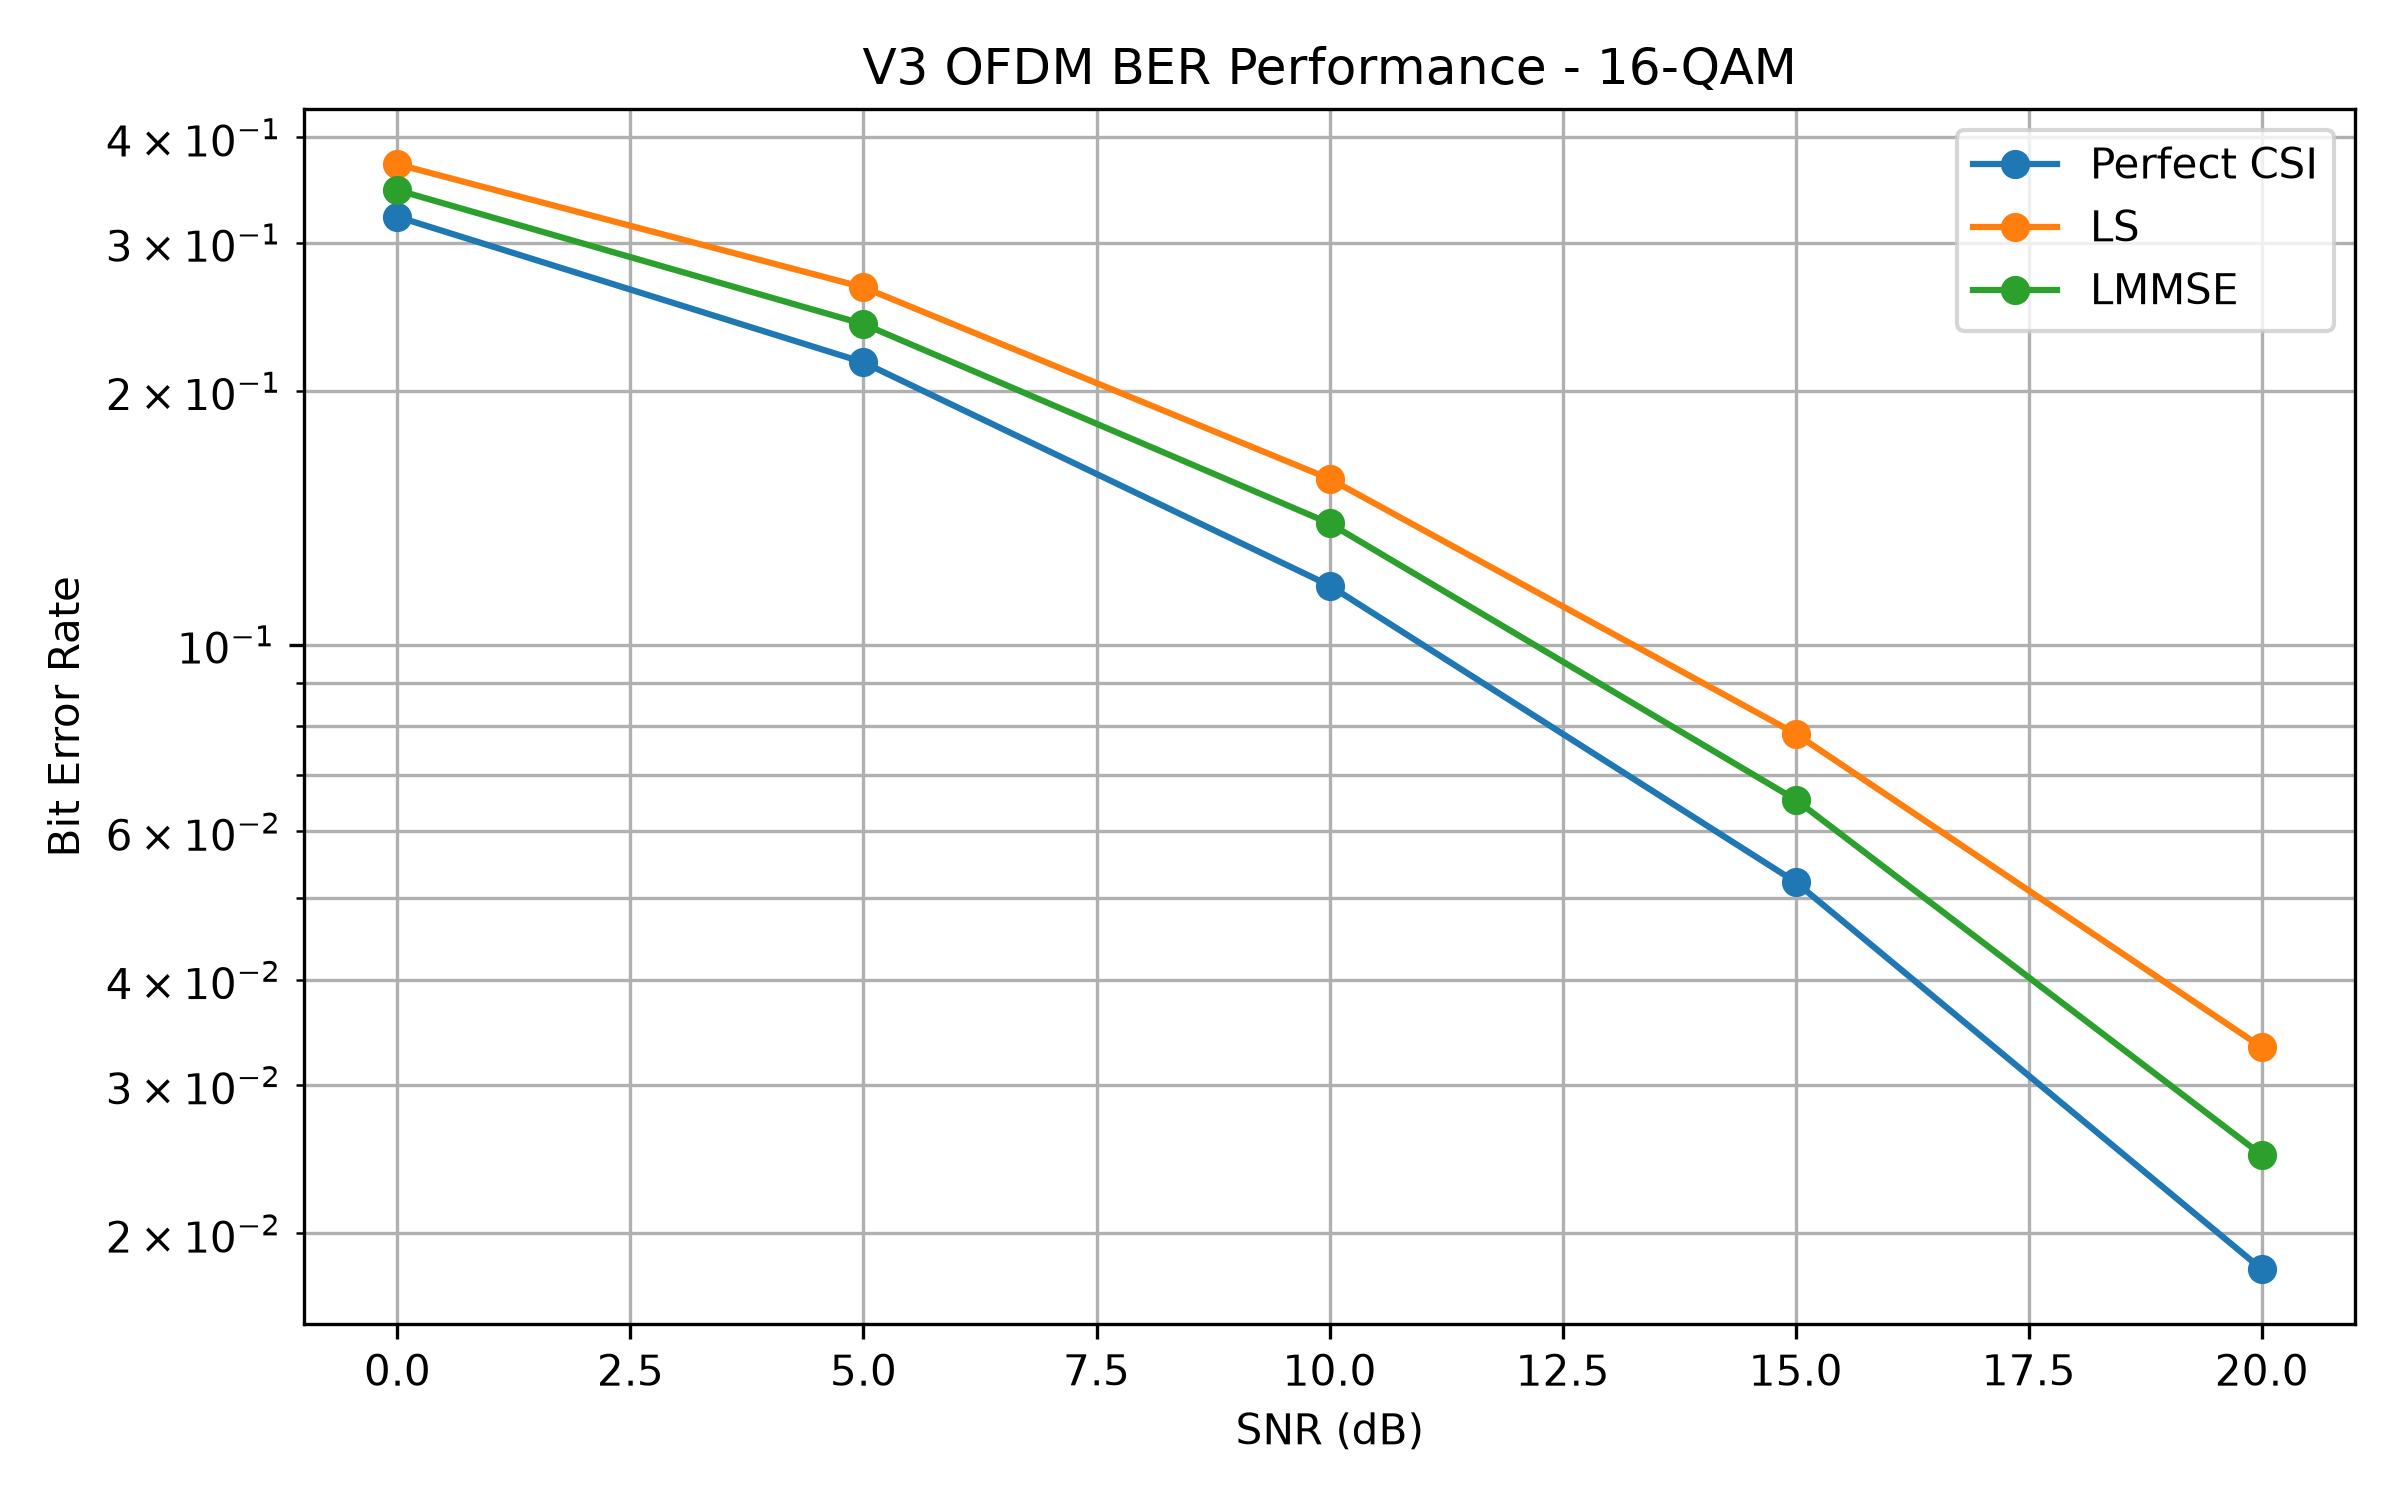 V3 OFDM BER Performance - 16-QAM
4 × 10⁻¹
3 × 10⁻¹
2 × 10⁻¹
10⁻¹
6 × 10⁻²
4 × 10⁻²
3 × 10⁻²
2 × 10⁻²
Bit Error Rate
Perfect CSI
LS
LMMSE
0.0 2.5 5.0 7.5 10.0 12.5 15.0 17.5 20.0
SNR (dB)